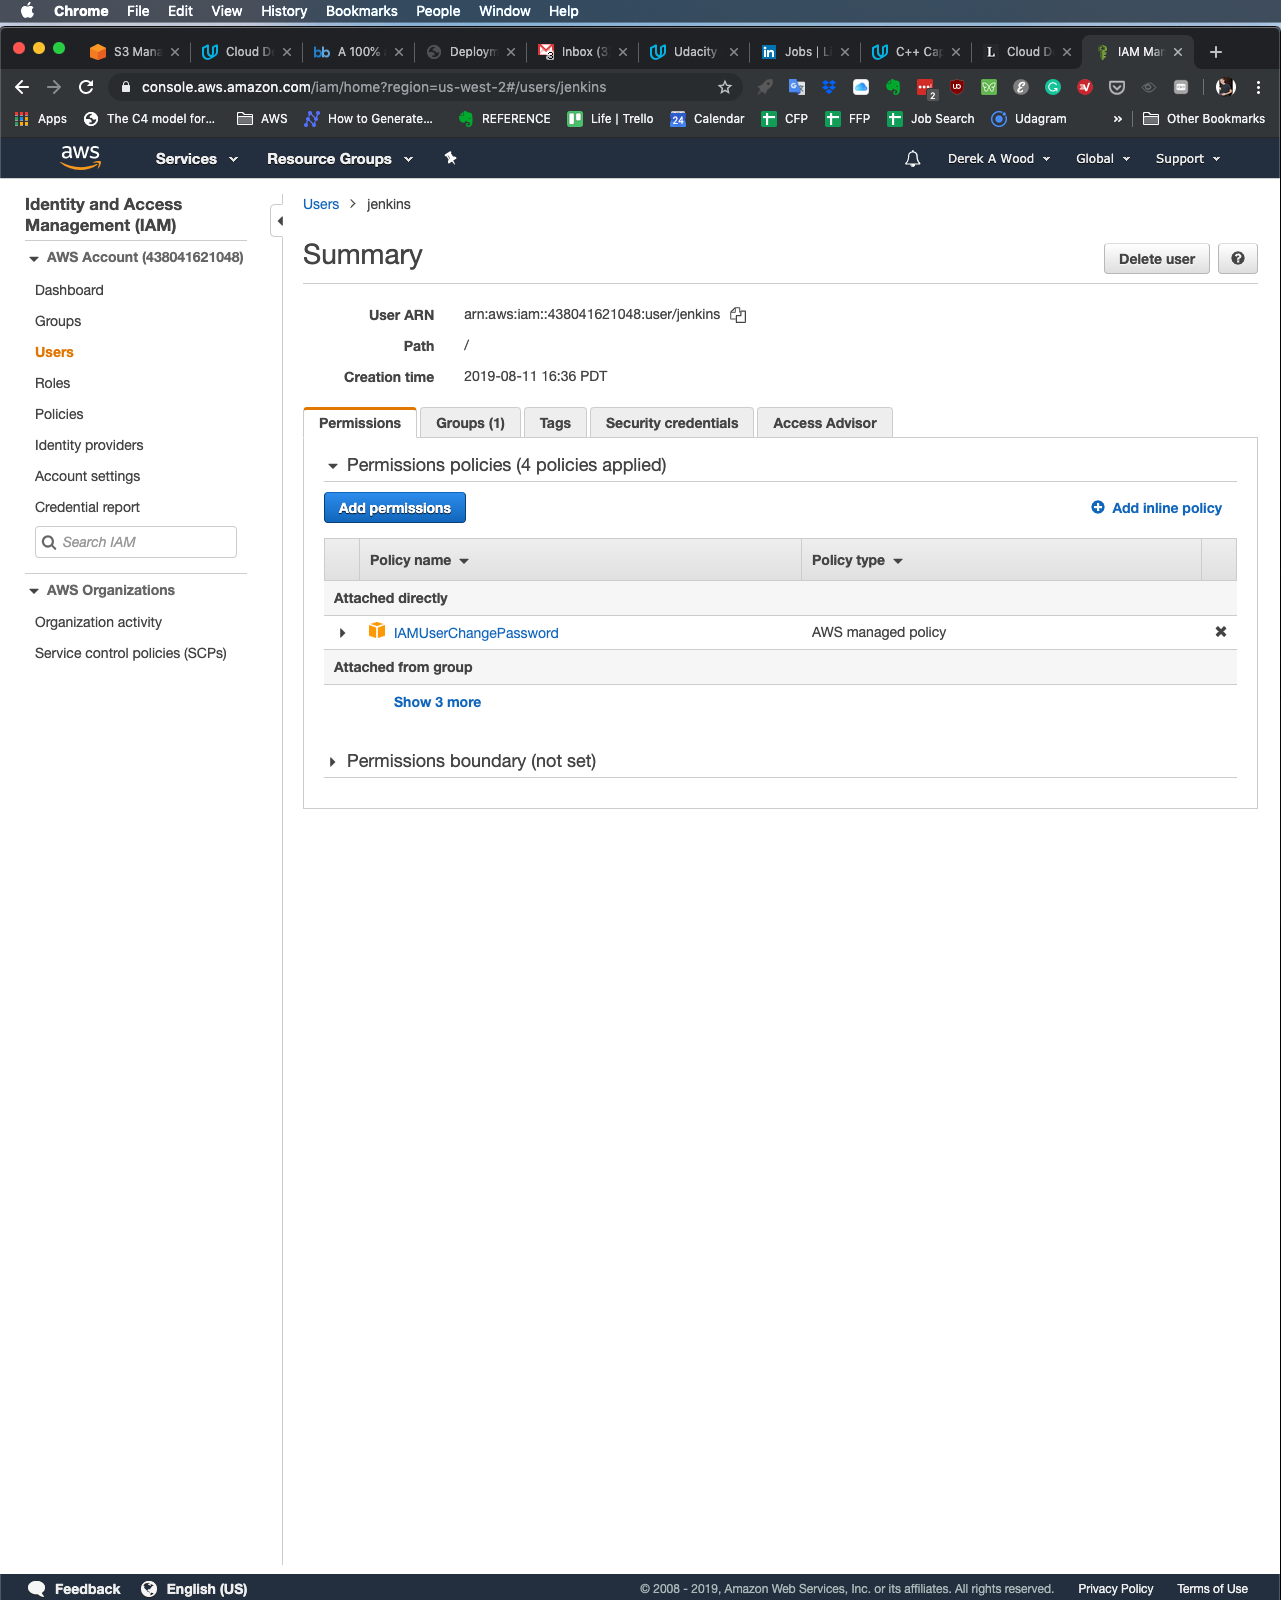 Chrome File Edit View History Bookmarks People Window Help
S3 Mana Cloud D A 100% Deploym Inbox (3 Udacity Jobs | Li C++ Cap Cloud D IAM Mar
console.aws.amazon.com/iam/home?region=us-west-2#/users/jenkins
2
Apps The C4 model for... AWS How to Generate... REFERENCE Life | Trello 24 Calendar CFP FFP Job Search Udagram » Other Bookmarks
aws Services Resource Groups Derek A Wood Global Support
Identity and Access
Management (IAM)
AWS Account (438041621048)
Dashboard
Groups
Users
Roles
Policies
Identity providers
Account settings
Credential report
Search IAM
AWS Organizations
Organization activity
Service control policies (SCPs)
Users > jenkins
Summary
Delete user
User ARN arn:aws:iam::438041621048:user/jenkins
Path /
Creation time 2019-08-11 16:36 PDT
Permissions Groups (1) Tags Security credentials Access Advisor
Permissions policies (4 policies applied)
Add permissions Add inline policy
Policy name Policy type
Attached directly
IAMUserChangePassword AWS managed policy
Attached from group
Show 3 more
Permissions boundary (not set)
Feedback English (US) © 2008 - 2019, Amazon Web Services, Inc. or its affiliates. All rights reserved. Privacy Policy Terms of Use